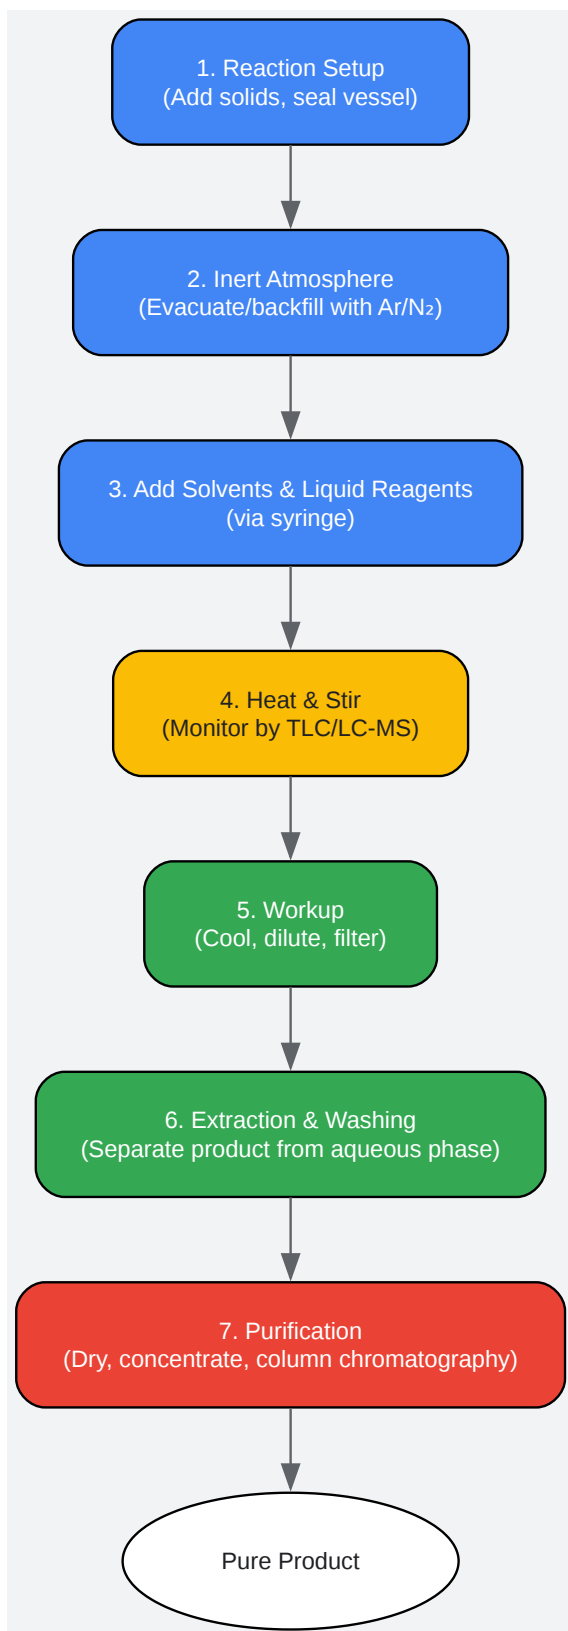 1. Reaction Setup
(Add solids, seal vessel)
2. Inert Atmosphere
(Evacuate/backfill with Ar/N₂)
3. Add Solvents & Liquid Reagents
(via syringe)
4. Heat & Stir
(Monitor by TLC/LC-MS)
5. Workup
(Cool, dilute, filter)
6. Extraction & Washing
(Separate product from aqueous phase)
7. Purification
(Dry, concentrate, column chromatography)
Pure Product